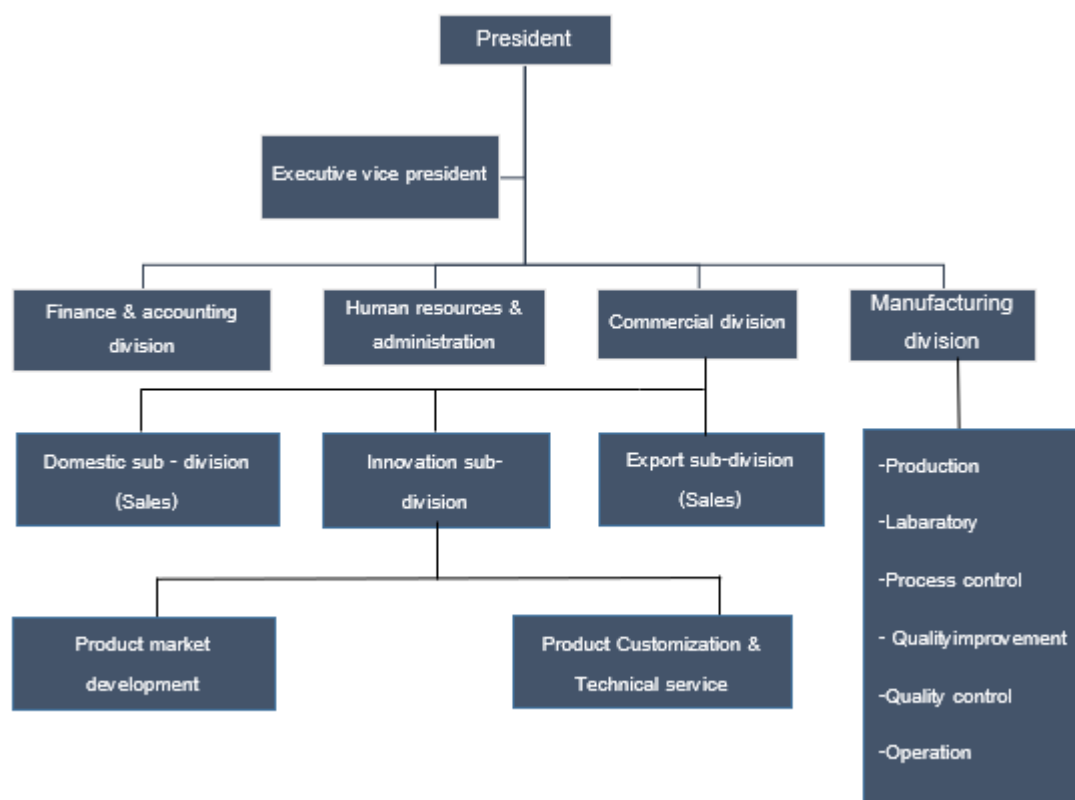 President
Executive vice president
Finance & accounting
division
Human resources &
administration
Commercial division
Manufacturing
division
Domestic sub - division
(Sales)
Innovation sub-
division
Export sub-division
(Sales)
-Production
-Labaratory
-Process control
- Qualityimprovement
-Quality control
-Operation
Product market
development
Product Customization &
Technical service